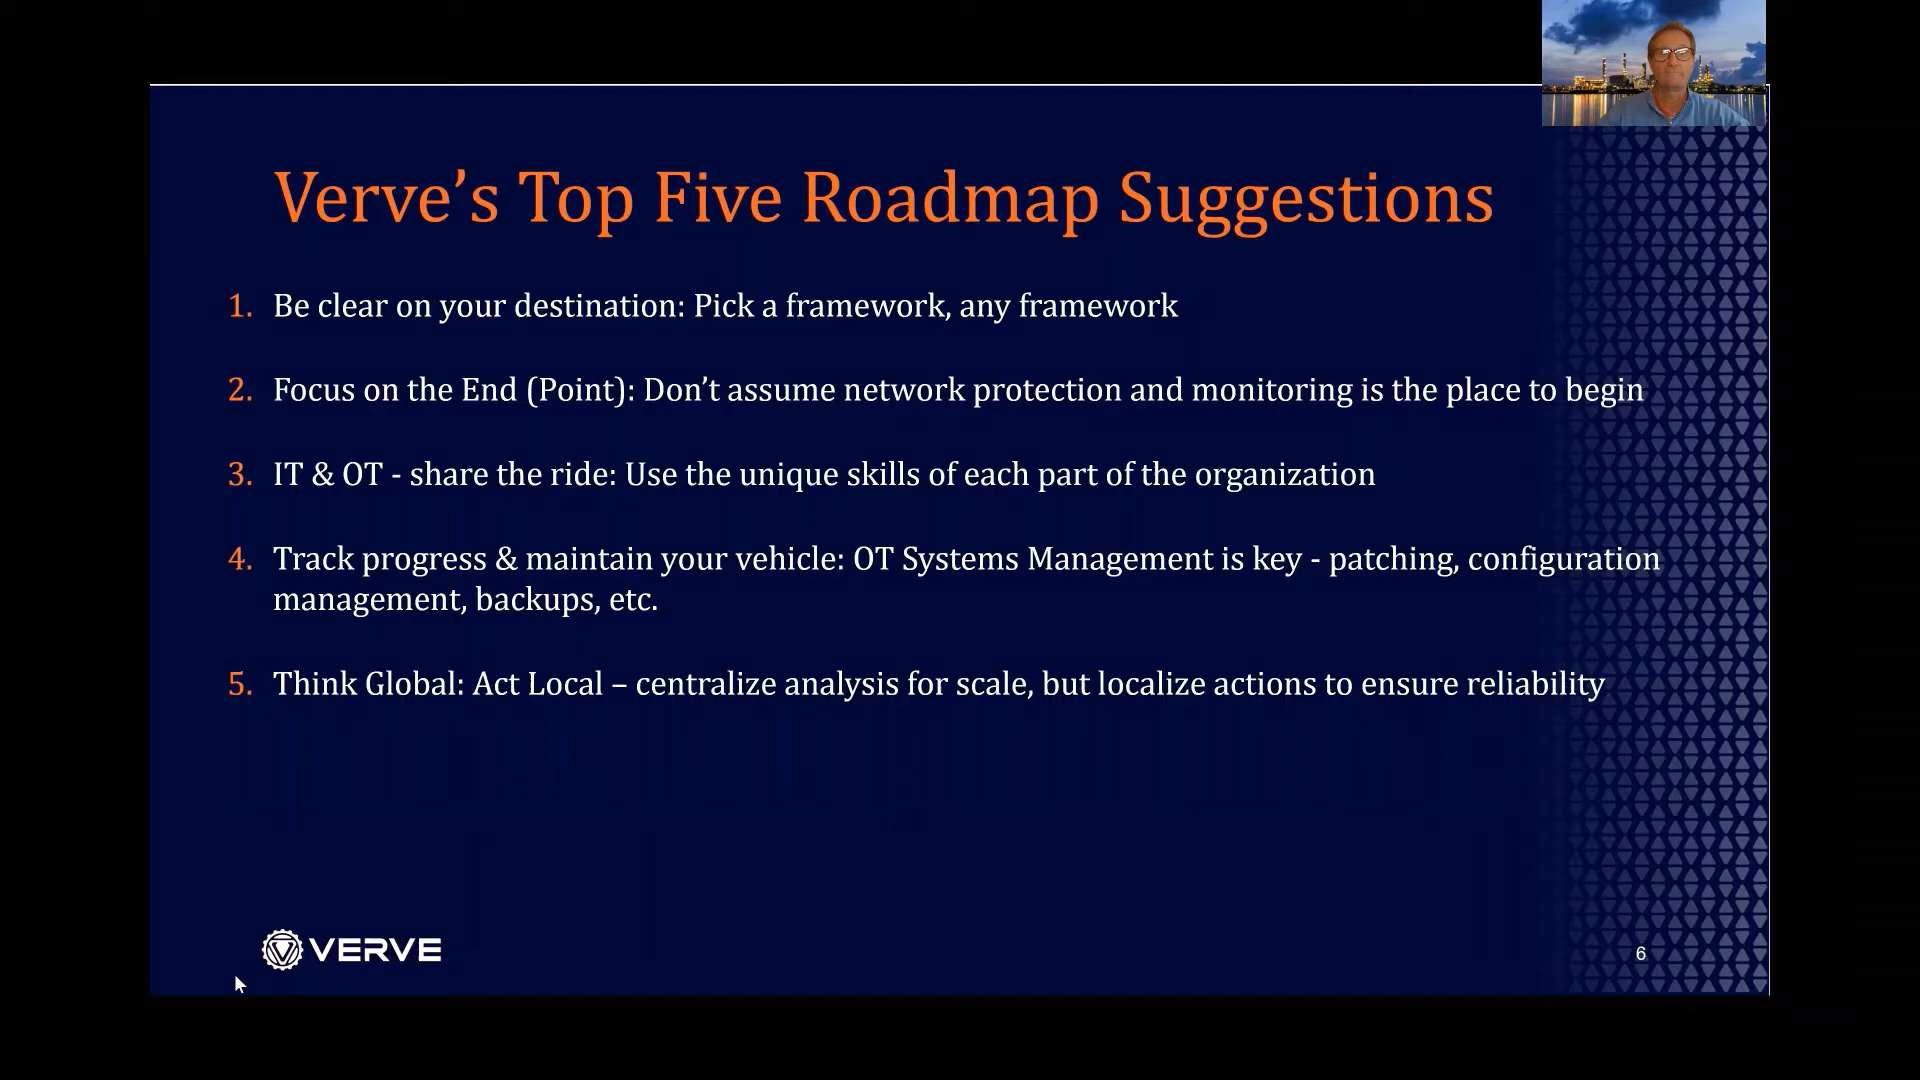 Verve’s Top Five Roadmap Suggestions
1. Be clear on your destination: Pick a framework, any framework
2. Focus on the End (Point): Don’t assume network protection and monitoring is the place to begin
3. IT & OT - share the ride: Use the unique skills of each part of the organization
4. Track progress & maintain your vehicle: OT Systems Management is key - patching, configuration
management, backups, etc.
5. Think Global: Act Local – centralize analysis for scale, but localize actions to ensure reliability
VERVE
6